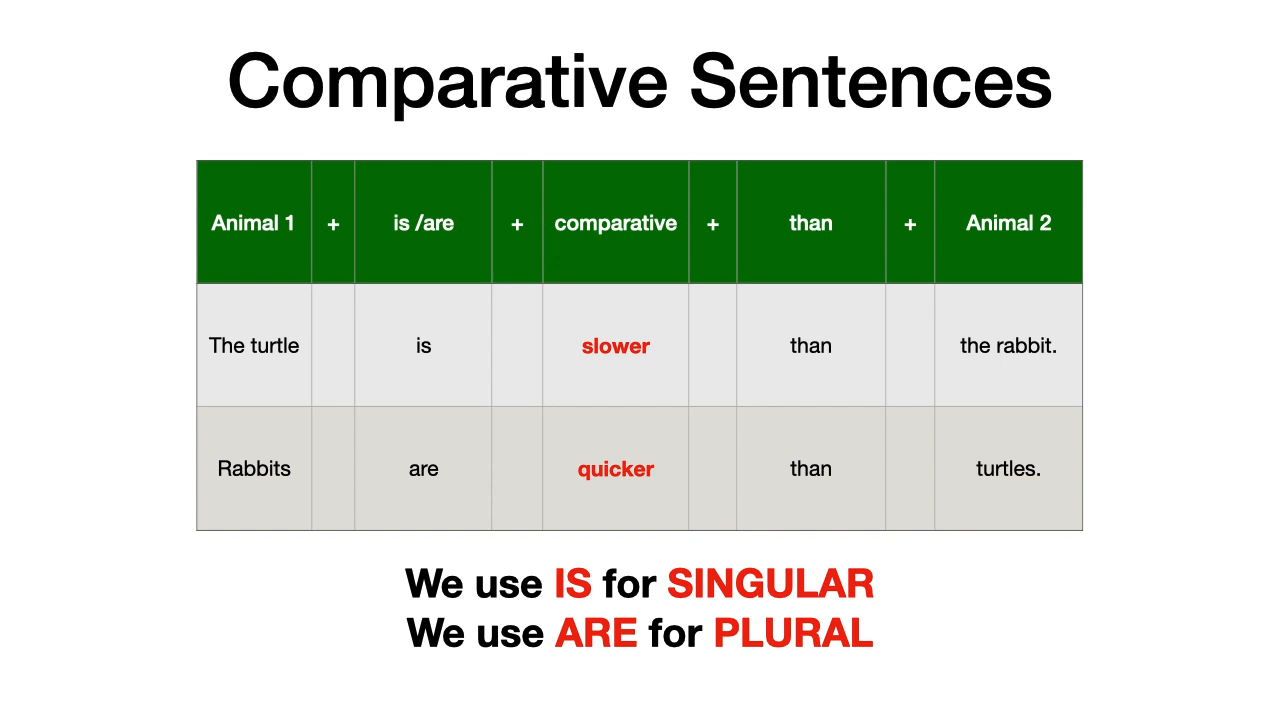 Comparative Sentences
Animal 1 + is /are + comparative + than + Animal 2
The turtle is slower than the rabbit.
Rabbits are quicker than turtles.
We use IS for SINGULAR
We use ARE for PLURAL